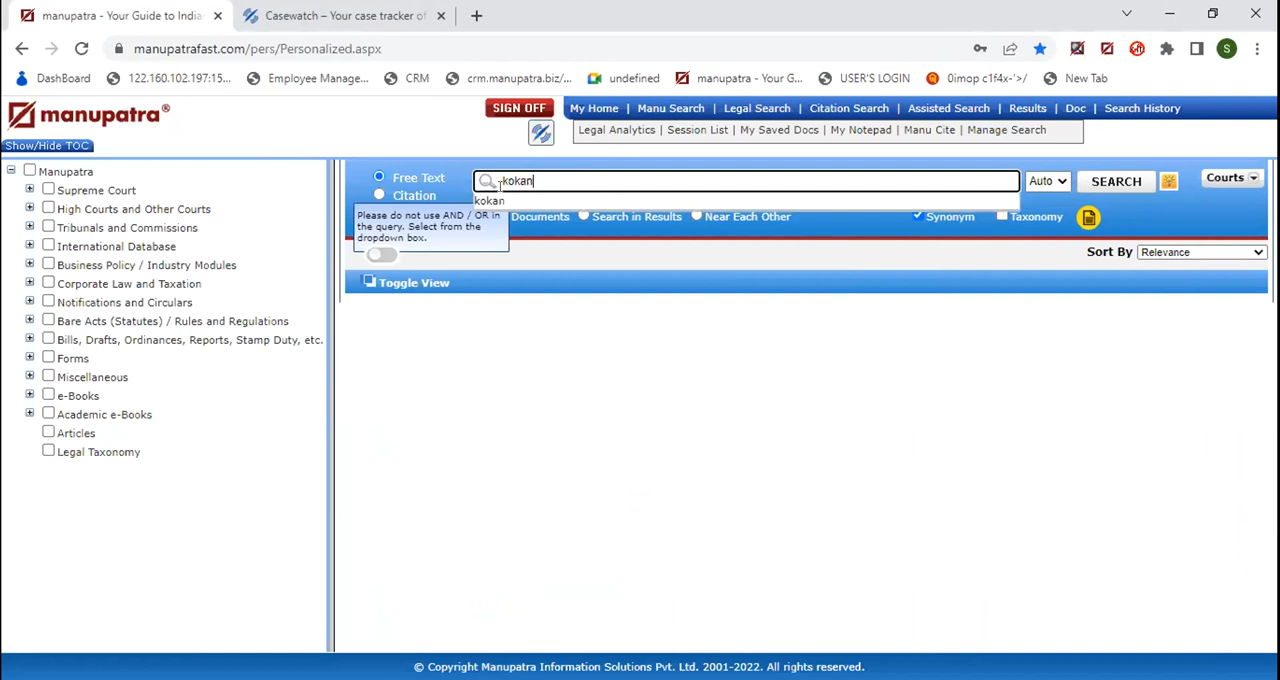 manupatra - Your Guide to India
Casewatch – Your case tracker of
manupatrafast.com/pers/Personalized.aspx
S
DashBoard
122.160.102.197:15...
Employee Manage...
CRM
crm.manupatra.biz/...
undefined
manupatra - Your G...
USER'S LOGIN
0imop c1f4x-'>/
New Tab
manupatra®
SIGN OFF
My Home | Manu Search | Legal Search | Citation Search | Assisted Search | Results | Doc | Search History
Legal Analytics | Session List | My Saved Docs | My Notepad | Manu Cite | Manage Search
Show/Hide TOC
Manupatra
Supreme Court
High Courts and Other Courts
Tribunals and Commissions
International Database
Business Policy / Industry Modules
Corporate Law and Taxation
Notifications and Circulars
Bare Acts (Statutes) / Rules and Regulations
Bills, Drafts, Ordinances, Reports, Stamp Duty, etc.
Forms
Miscellaneous
e-Books
Academic e-Books
Articles
Legal Taxonomy
Free Text
Citation
kokan
kokan
Auto
SEARCH
Courts
Please do not use AND / OR in
the query. Select from the
dropdown box.
Documents
Search in Results
Near Each Other
Synonym
Taxonomy
Sort By
Relevance
Toggle View
© Copyright Manupatra Information Solutions Pvt. Ltd. 2001-2022. All rights reserved.